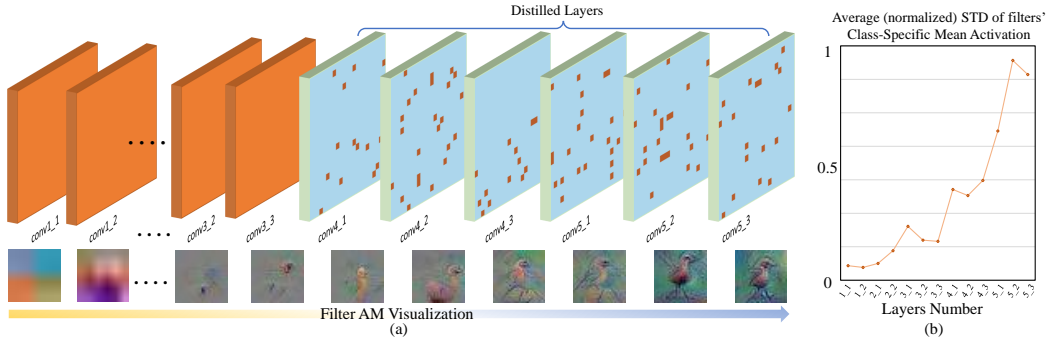 Distilled Layers
conv1_1
conv1_2
conv3_2
conv3_3
conv4_1
conv4_2
conv4_3
conv5_1
conv5_2
conv5_3
Filter AM Visualization
(a)
Average (normalized) STD of filters'
Class-Specific Mean Activation
1
0.5
0
1_1
1_2
2_1
2_2
3_1
3_2
3_3
4_1
4_2
4_3
5_1
5_2
5_3
Layers Number
(b)